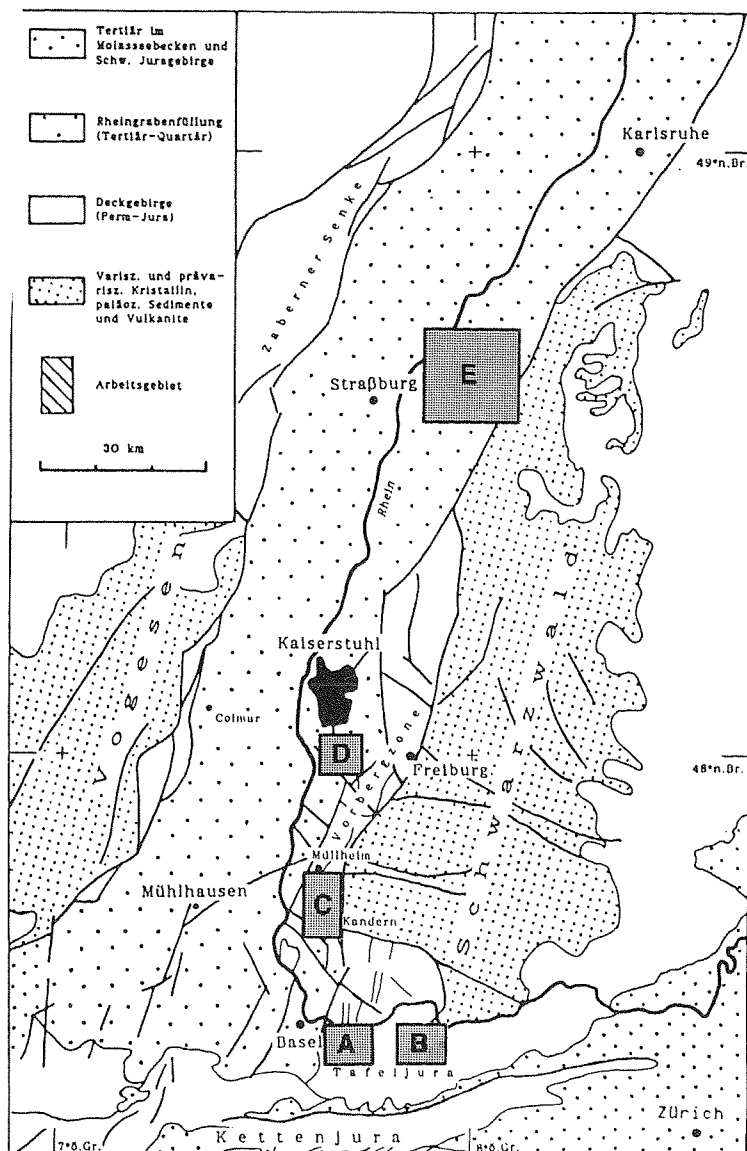 Tertiär im
Molassebecken und
Schw. Juragebirge
Rheingrabenfüllung
(Tertiär-Quartär)
Deckgebirge
(Perm-Jura)
Varisz. und präva-
risz. Kristallin,
paläoz. Sedimente
und Vulkanite
Arbeitsgebiet
30 km
Karlsruhe
49°n.Br.
Zaberner Senke
E
Straßburg
Rhein
Vogesen
Schwarzwald
Kaiserstuhl
Colmar
D
Freiburg
48°n.Br.
Vorbergzone
Müllheim
Mühlhausen
C
Kandern
Basel
A
B
Tafeljura
Zürich
Kettenjura
7°ö.Gr.
8°ö.Gr.